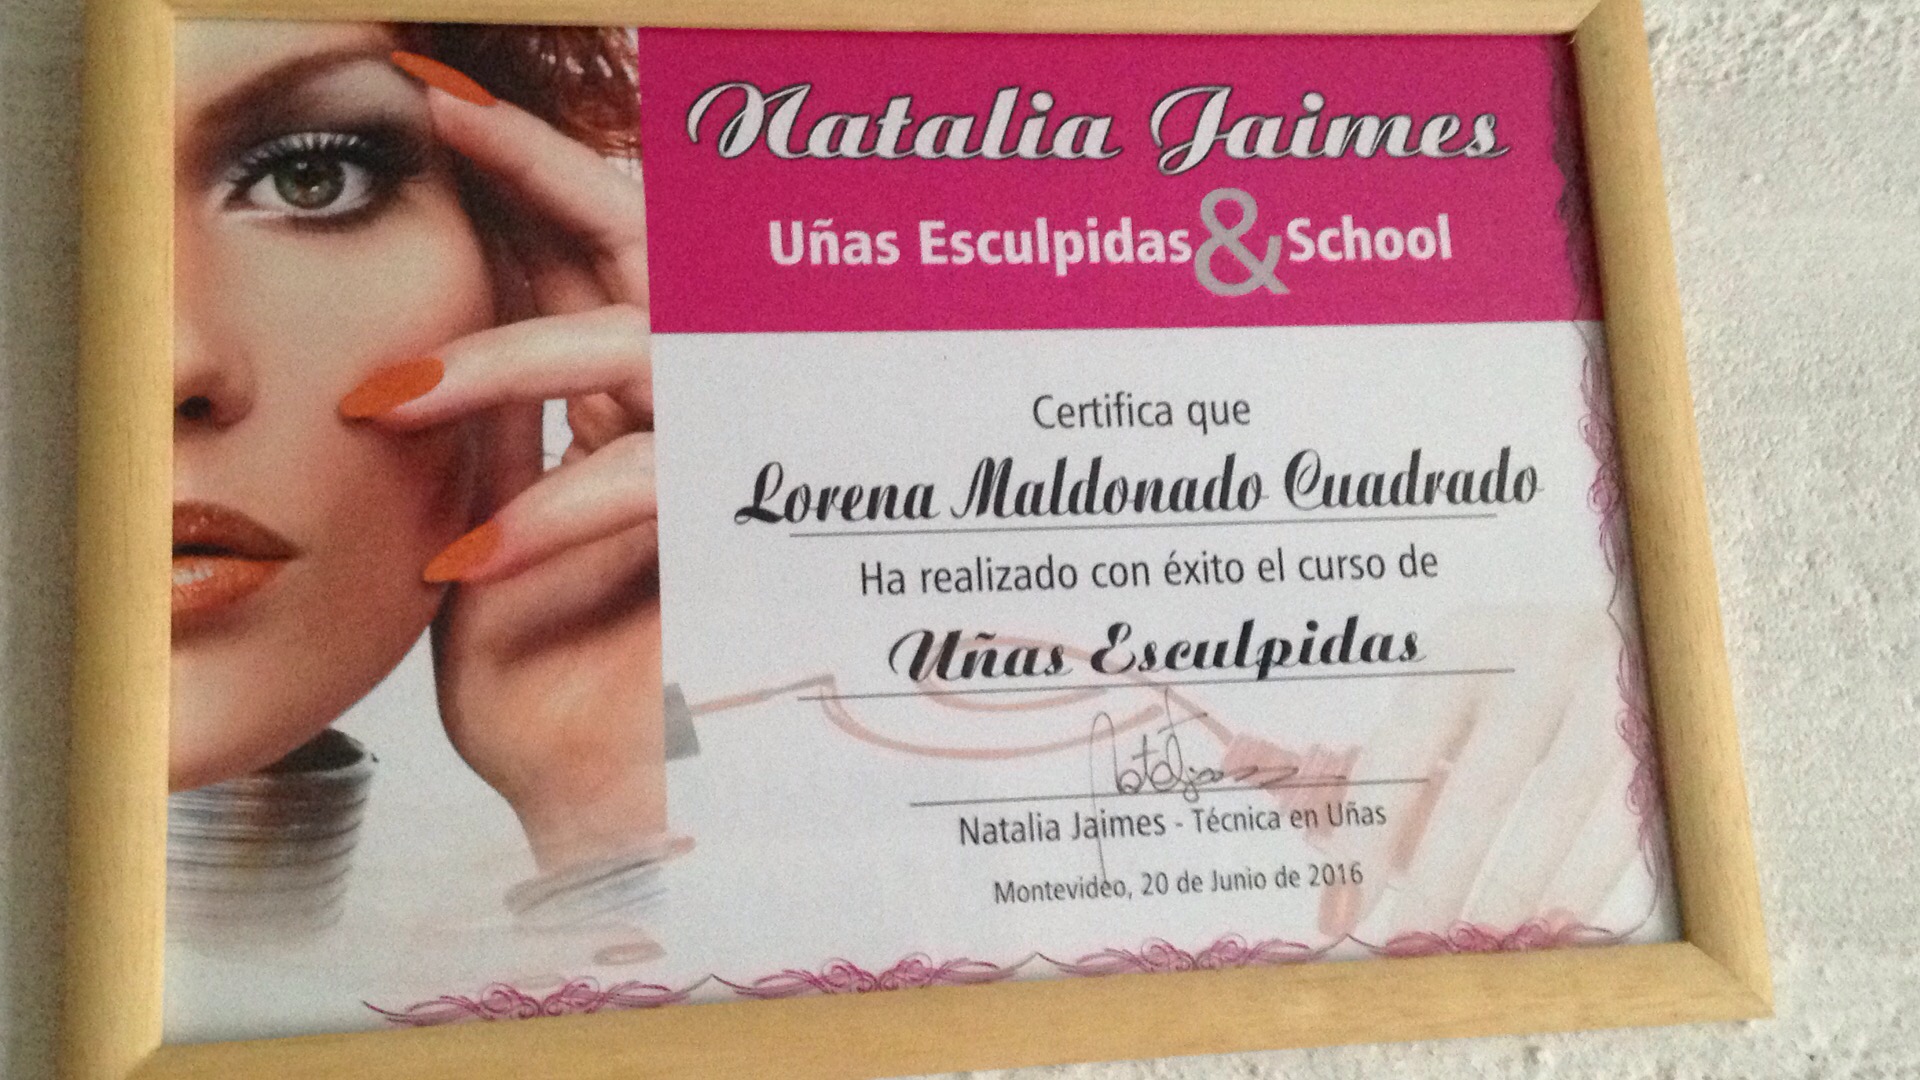 Natalia Jaimes
Uñas Esculpidas & School
Certifica que
Lorena Maldonado Cuadrado
Ha realizado con éxito el curso de
Uñas Esculpidas
Natalia Jaimes - Técnica en Uñas
Montevideo, 20 de Junio de 2016